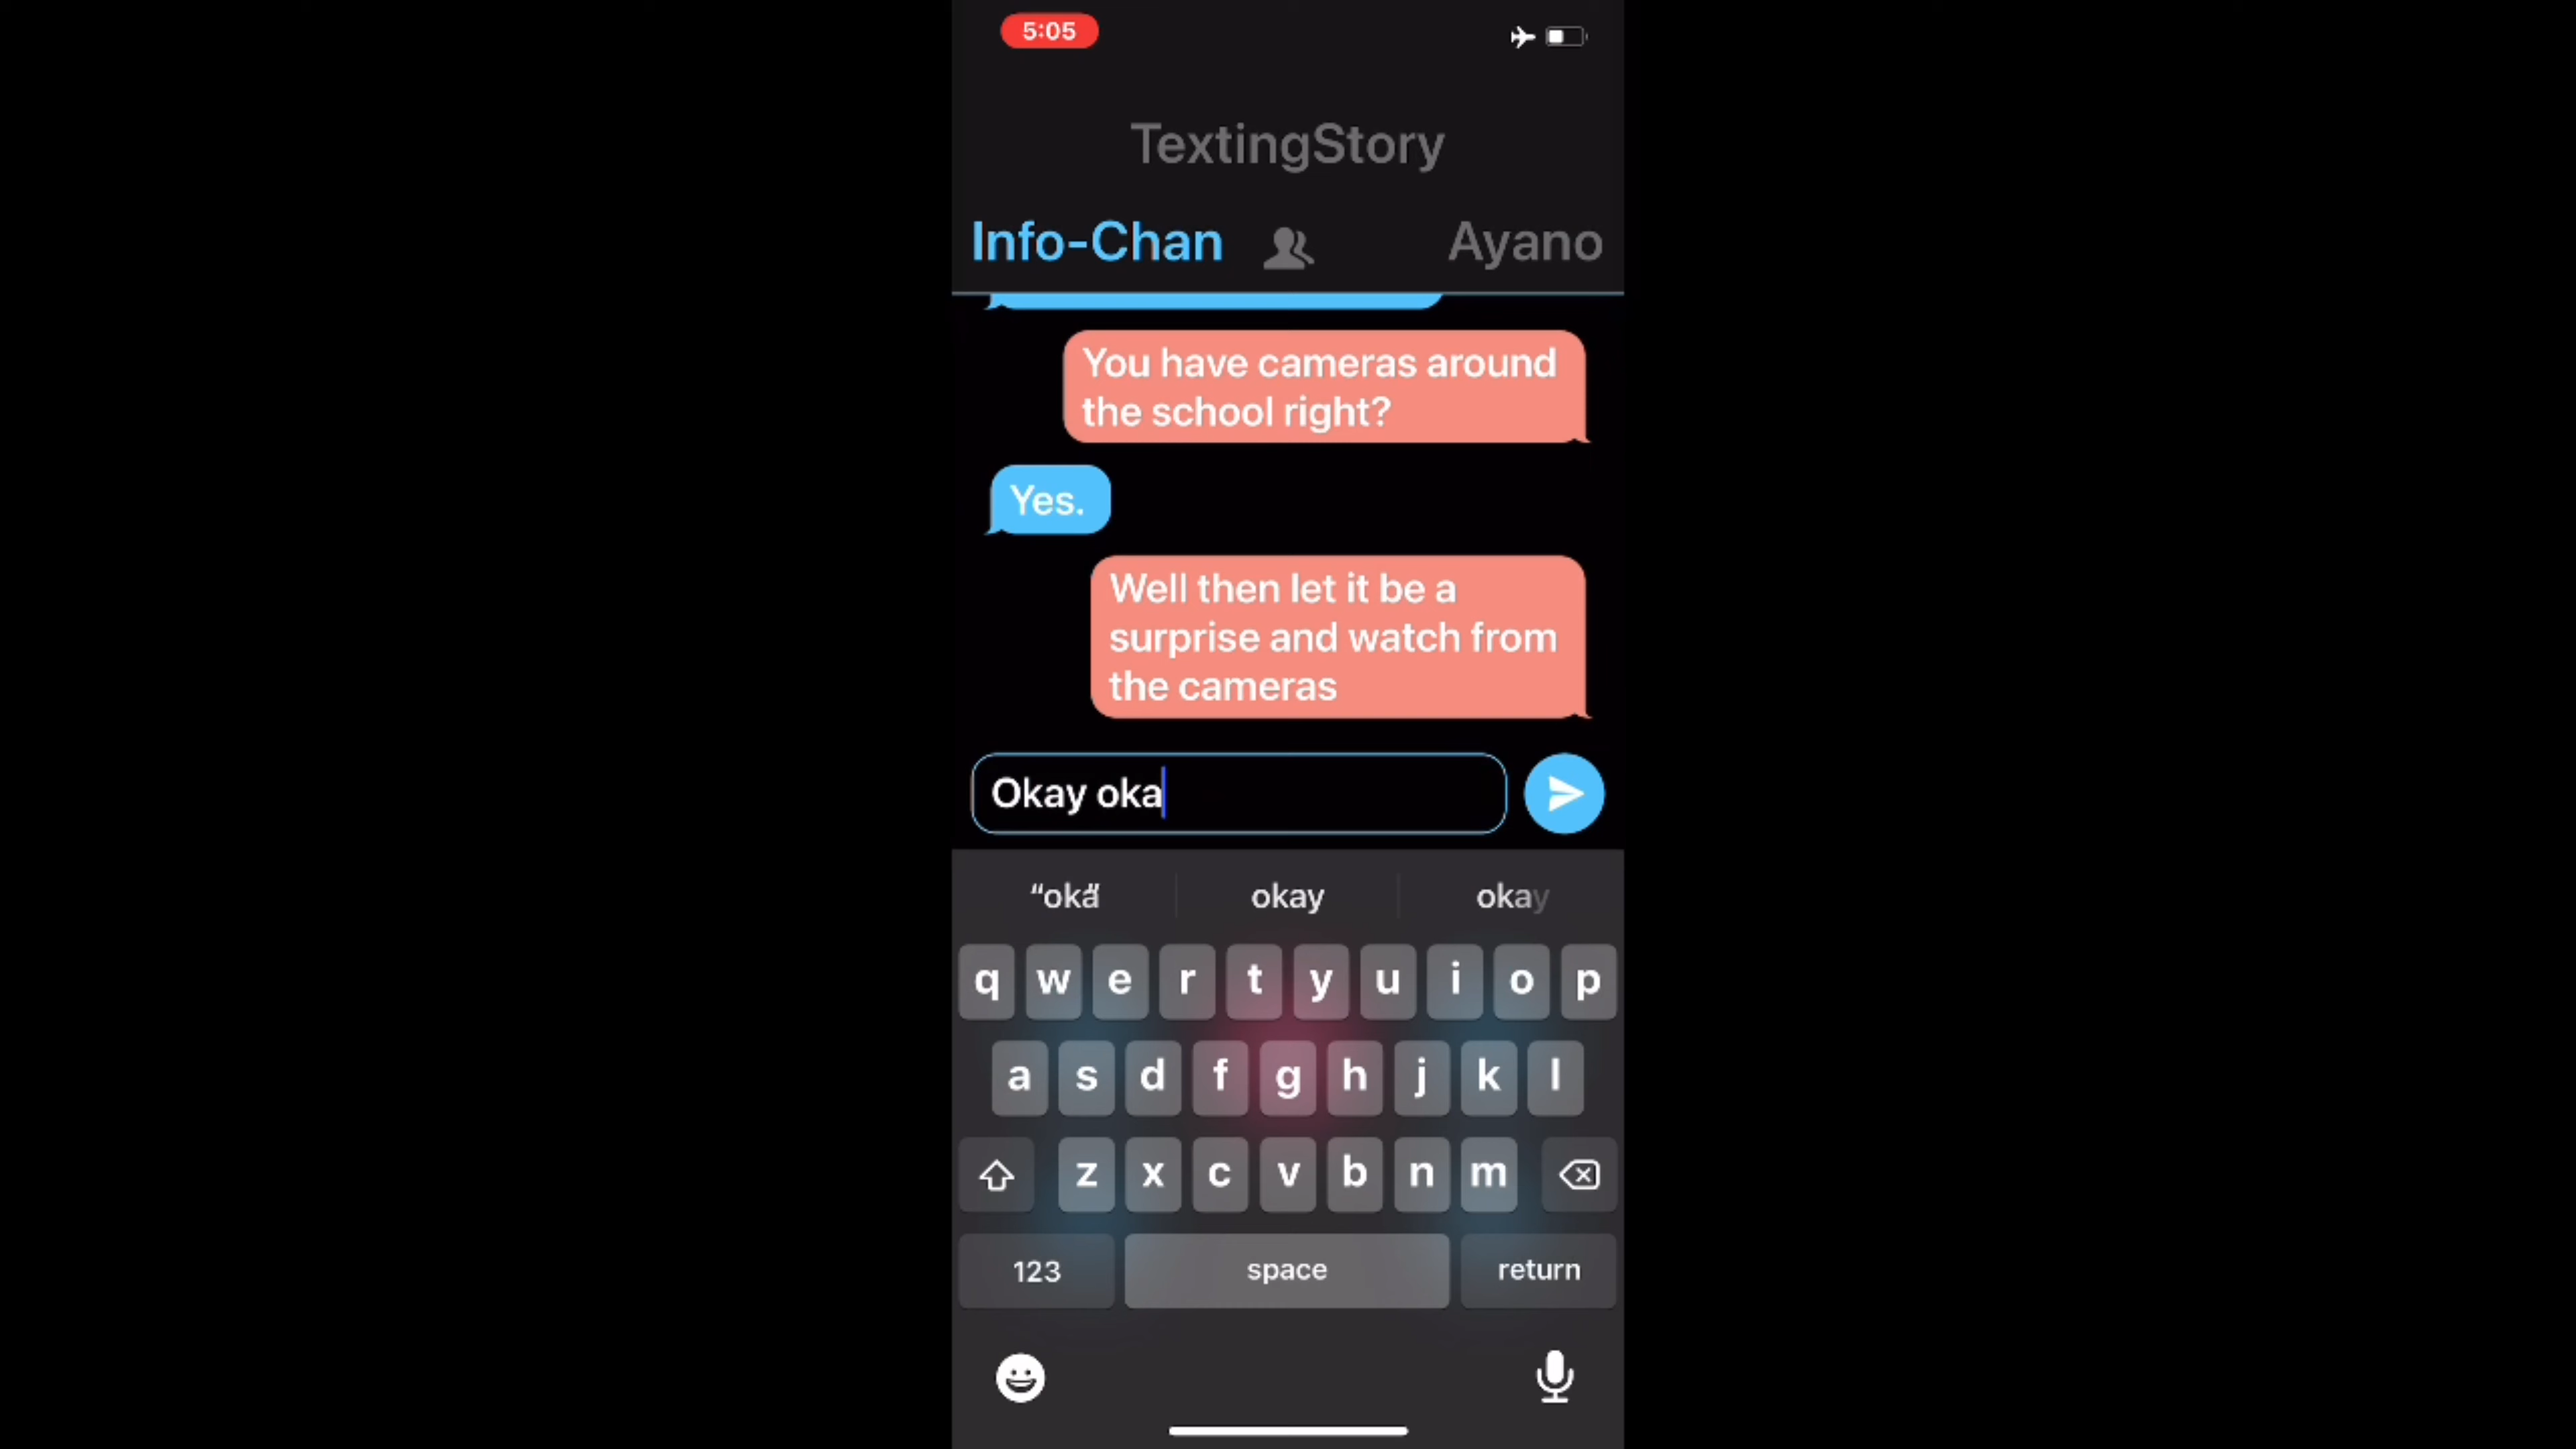 5:05
TextingStory
Info-Chan
Ayano
You have cameras around
the school right?
Yes.
Well then let it be a
surprise and watch from
the cameras
Okay oka
“oka” okay okay
q w e r t y u i o p
a s d f g h j k l
z x c v b n m
123 space return